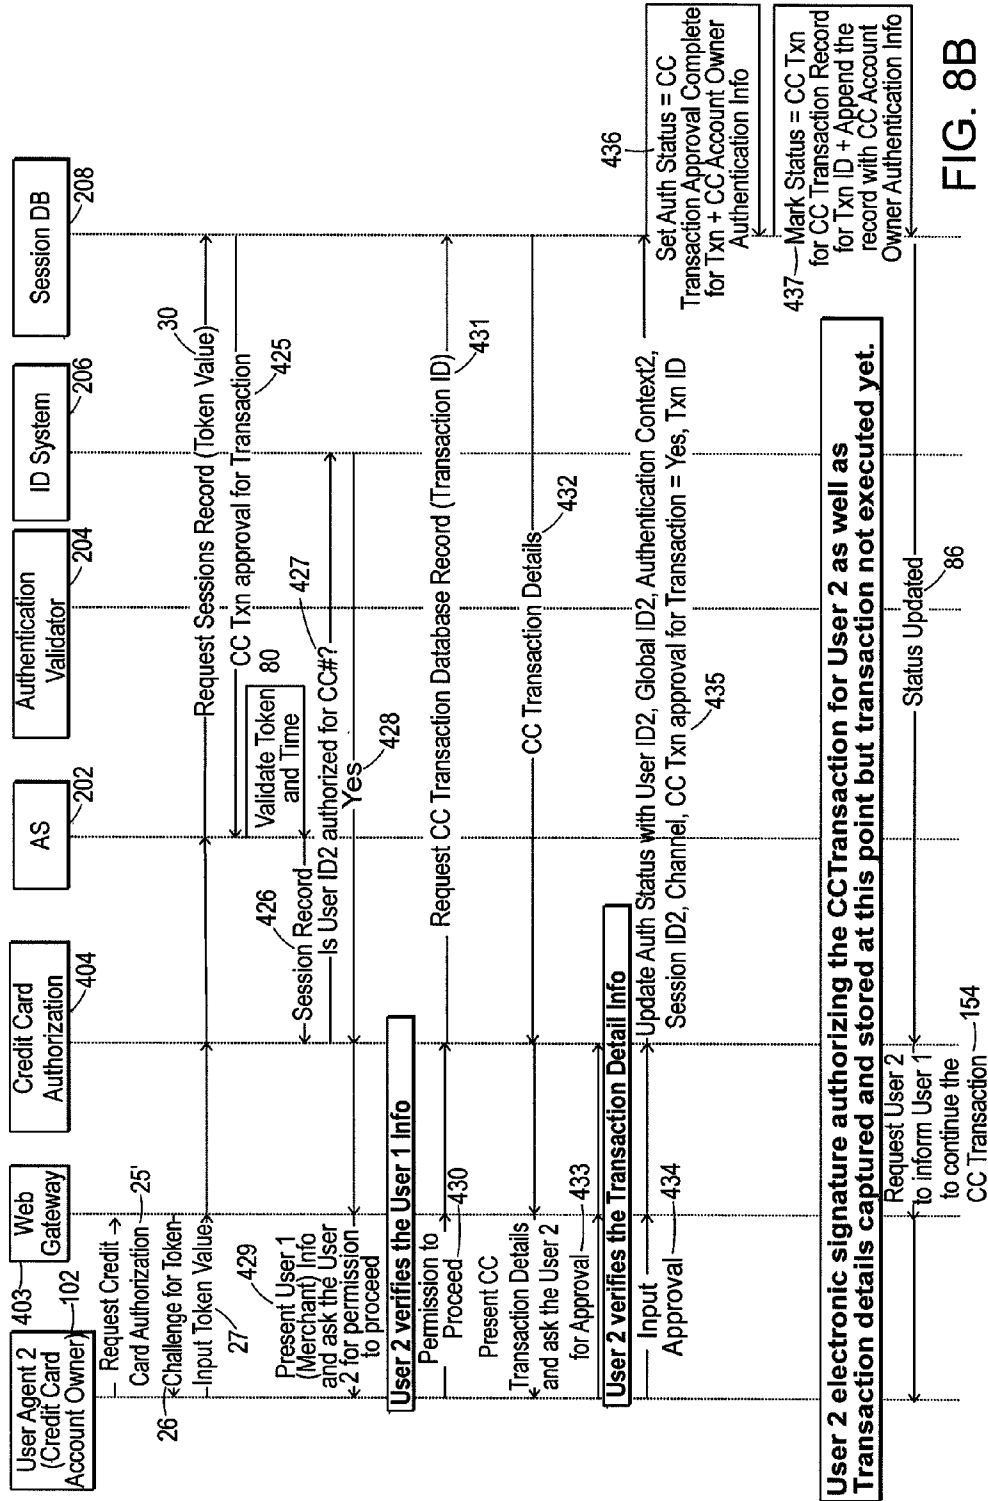 403
User Agent 2
(Credit Card
Account Owner)
102
Web
Gateway
Credit Card
Authorization
404
AS
202
Authentication
Validator
204
ID System
206
Session DB
208
Request Credit
Card Authorization
25'
26
Challenge for Token
Input Token Value
27
Request Sessions Record (Token Value)
30
CC Txn approval for Transaction
425
Validate Token
and Time
80
426
Session Record
Is User ID2 authorized for CC#?
427
Yes
428
429
Present User 1
(Merchant) Info
and ask the User
2 for permission
to proceed
User 2 verifies the User 1 Info
Permission to
Proceed
430
Request CC Transaction Database Record (Transaction ID)
431
CC Transaction Details
432
Present CC
Transaction Details
and ask the User 2
for Approval
433
User 2 verifies the Transaction Detail Info
Input
Approval
434
Update Auth Status with User ID2, Global ID2, Authentication Context2,
Session ID2, Channel, CC Txn approval for Transaction = Yes, Txn ID
435
436
Set Auth Status = CC
Transaction Approval Complete
for Txn + CC Account Owner
Authentication Info
437
Mark Status = CC Txn
for CC Transaction Record
for Txn ID + Append the
record with CC Account
Owner Authentication Info
User 2 electronic signature authorizing the CCTransaction for User 2 as well as
Transaction details captured and stored at this point but transaction not executed yet.
Status Updated
86
Request User 2
to inform User 1
to continue the
CC Transaction
154
FIG. 8B